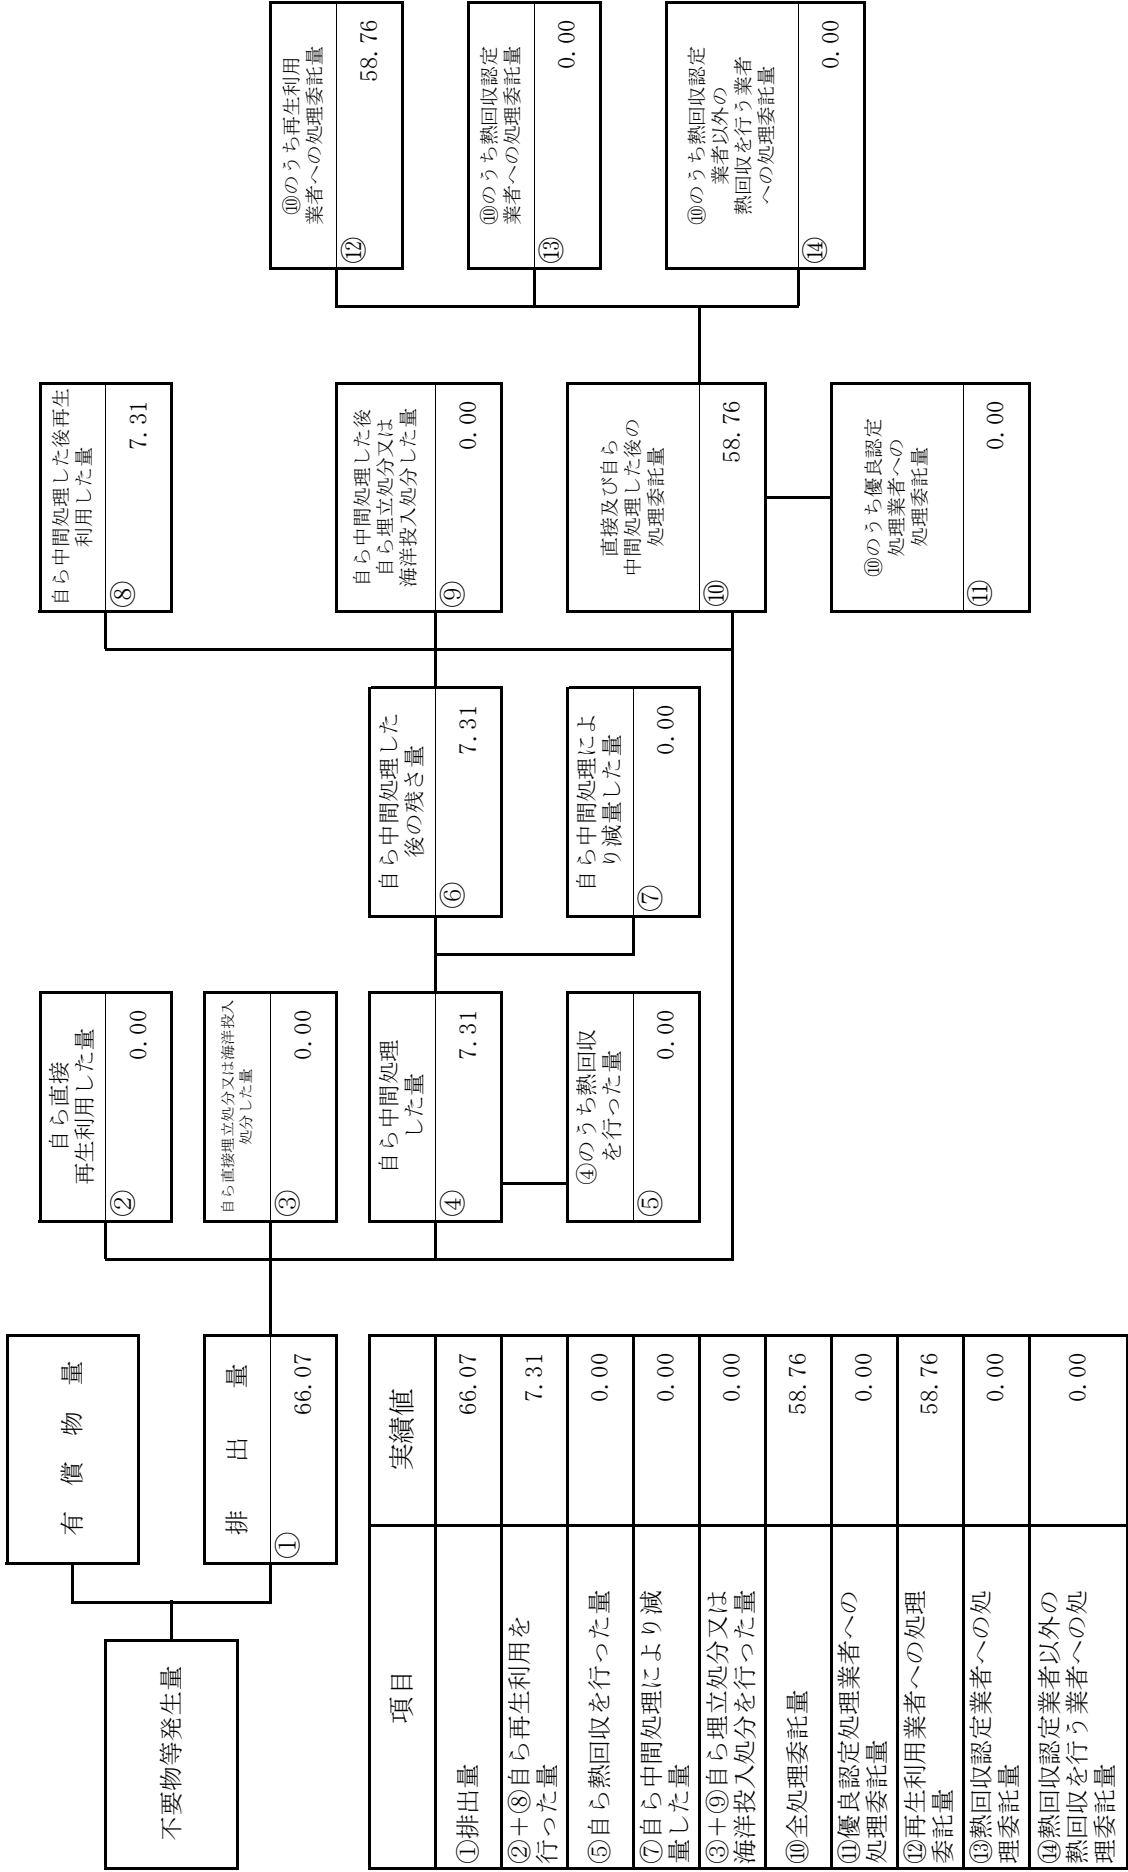 不要物等発生量
有 償 物 量
排 出 量
①
66.07
自ら直接
再生利用した量
②
0.00
自ら直接埋立処分又は海洋投入
処分した量
③
0.00
自ら中間処理
した量
④
7.31
④のうち熱回収
を行った量
⑤
0.00
自ら中間処理した
後の残さ量
⑥
7.31
自ら中間処理によ
り減量した量
⑦
0.00
自ら中間処理した後再生
利用した量
⑧
7.31
自ら中間処理した後
自ら埋立処分又は
海洋投入処分した量
⑨
0.00
直接及び自ら
中間処理した後の
処理委託量
⑩
58.76
⑩のうち優良認定
処理業者への
処理委託量
⑪
0.00
⑩のうち再生利用
業者への処理委託量
⑫
58.76
⑩のうち熱回収認定
業者への処理委託量
⑬
0.00
⑩のうち熱回収認定
業者以外の
熱回収を行う業者
への処理委託量
⑭
0.00
項目 実績値
①排出量 66.07
②+⑧自ら再生利用を
行った量 7.31
⑤自ら熱回収を行った量 0.00
⑦自ら中間処理により減
量した量 0.00
③+⑨自ら埋立処分又は
海洋投入処分を行った量 0.00
⑩全処理委託量 58.76
⑪優良認定処理業者への
処理委託量 0.00
⑫再生利用業者への処理
委託量 58.76
⑬熱回収認定業者への処
理委託量 0.00
⑭熱回収認定業者以外の
熱回収を行う業者への処
理委託量 0.00